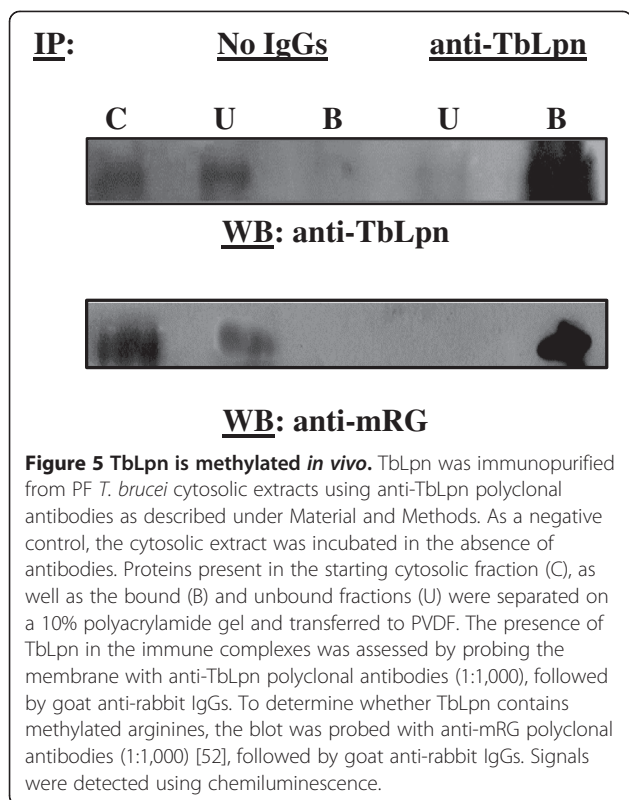 IP: No IgGs anti-TbLpn
C U B U B
WB: anti-TbLpn
WB: anti-mRG
Figure 5 TbLpn is methylated in vivo. TbLpn was immunopurified
from PF T. brucei cytosolic extracts using anti-TbLpn polyclonal
antibodies as described under Material and Methods. As a negative
control, the cytosolic extract was incubated in the absence of
antibodies. Proteins present in the starting cytosolic fraction (C), as
well as the bound (B) and unbound fractions (U) were separated on
a 10% polyacrylamide gel and transferred to PVDF. The presence of
TbLpn in the immune complexes was assessed by probing the
membrane with anti-TbLpn polyclonal antibodies (1:1,000), followed
by goat anti-rabbit IgGs. To determine whether TbLpn contains
methylated arginines, the blot was probed with anti-mRG polyclonal
antibodies (1:1,000) [52], followed by goat anti-rabbit IgGs. Signals
were detected using chemiluminescence.